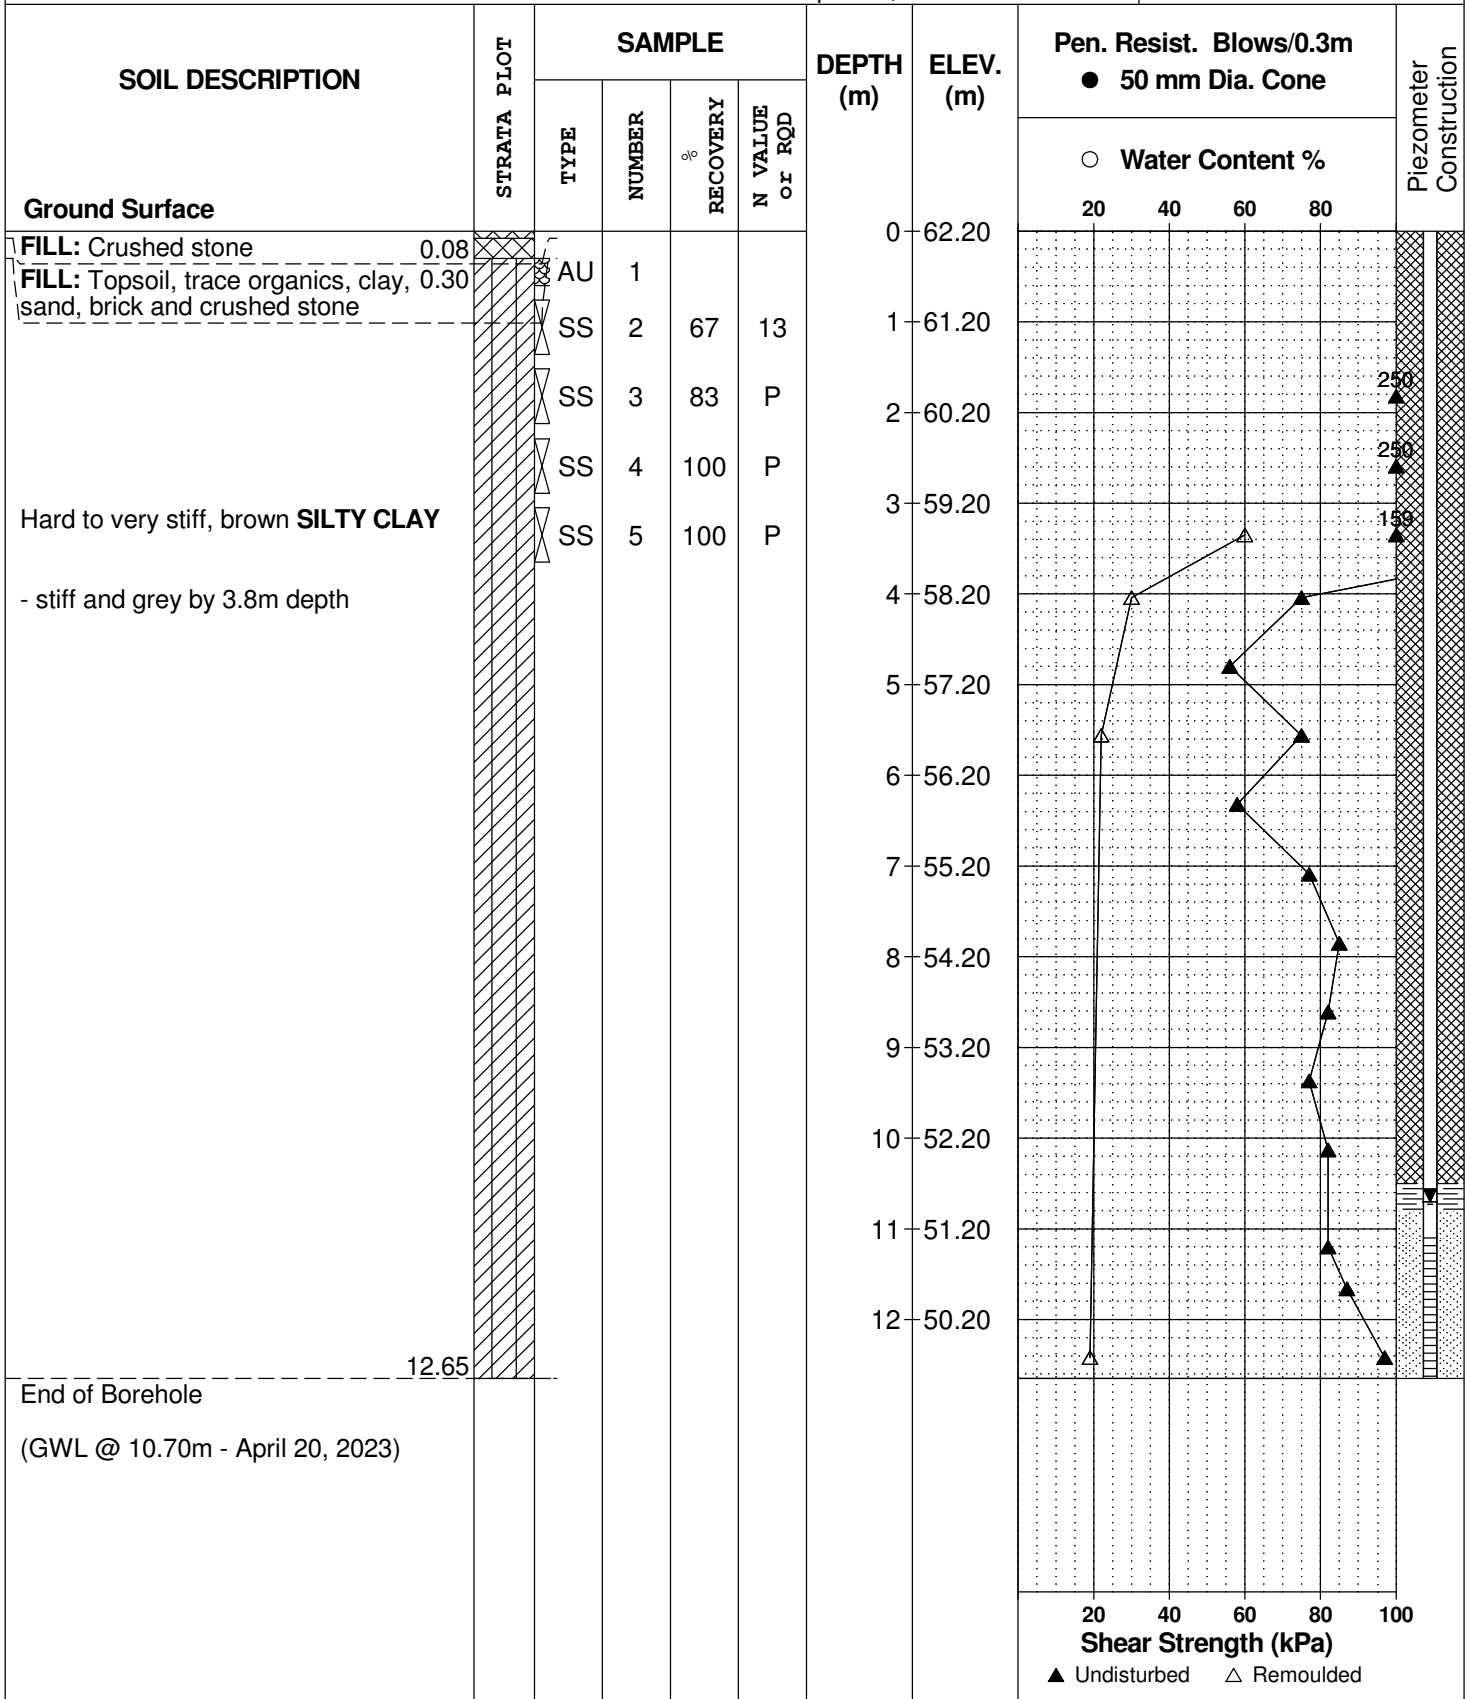 SOIL DESCRIPTION
STRATA PLOT
SAMPLE
TYPE
NUMBER
% RECOVERY
N VALUE or RQD
DEPTH (m)
ELEV. (m)
Pen. Resist. Blows/0.3m
● 50 mm Dia. Cone
○ Water Content %
Piezometer Construction
20 40 60 80
Ground Surface
0 62.20
FILL: Crushed stone 0.08
FILL: Topsoil, trace organics, clay, 0.30
sand, brick and crushed stone
AU 1
SS 2 67 13
1 61.20
250
SS 3 83 P
2 60.20
250
SS 4 100 P
3 59.20
Hard to very stiff, brown SILTY CLAY
159
SS 5 100 P
- stiff and grey by 3.8m depth
4 58.20
5 57.20
6 56.20
7 55.20
8 54.20
9 53.20
10 52.20
11 51.20
12 50.20
12.65
End of Borehole
(GWL @ 10.70m - April 20, 2023)
20 40 60 80 100
Shear Strength (kPa)
▲ Undisturbed △ Remoulded